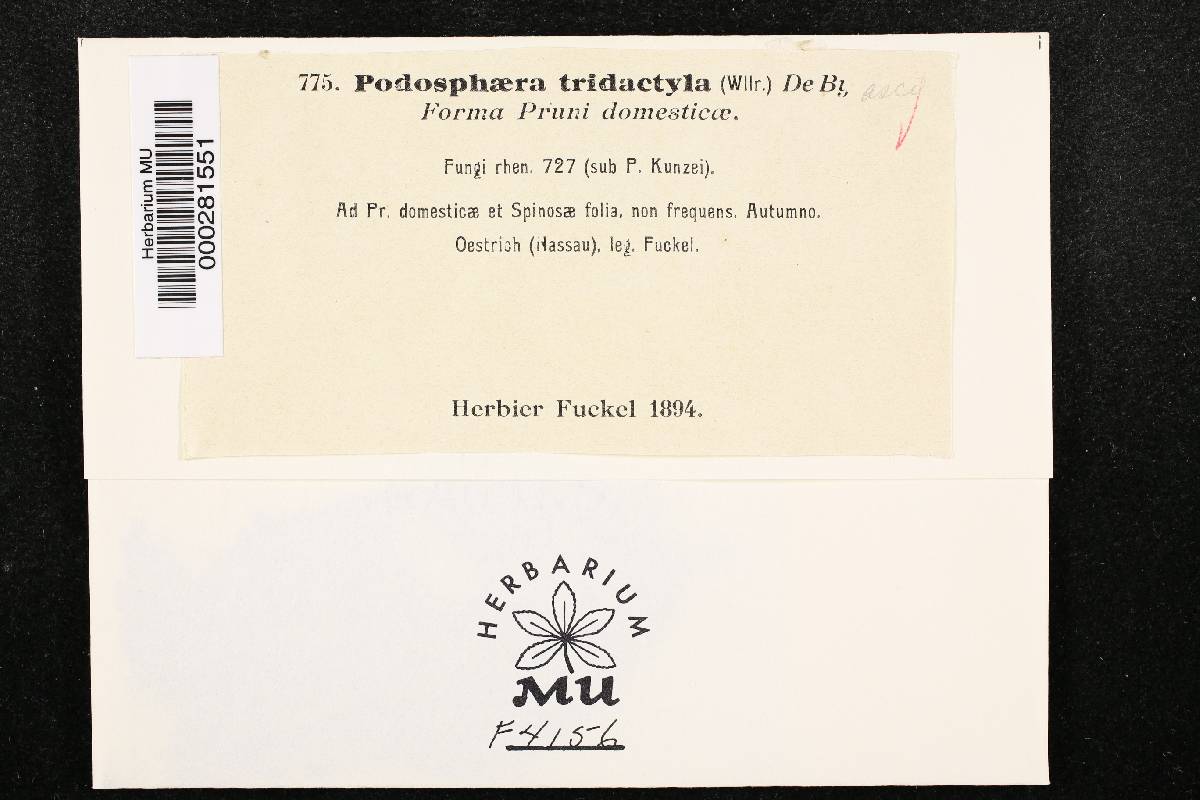 775. Podosphæra tridactyla (Wllr.) De By,
Forma Pruni domesticæ.
Fungi rhen. 727 (sub P. Kunzei).
Ad Pr. domesticæ et Spinosæ folia, non frequens. Autumno.
Oestrich (Nassau), leg. Fuckel.
Herbier Fuckel 1894.
Herbarium MU
000281551
HERBARIUM
MU
F4156